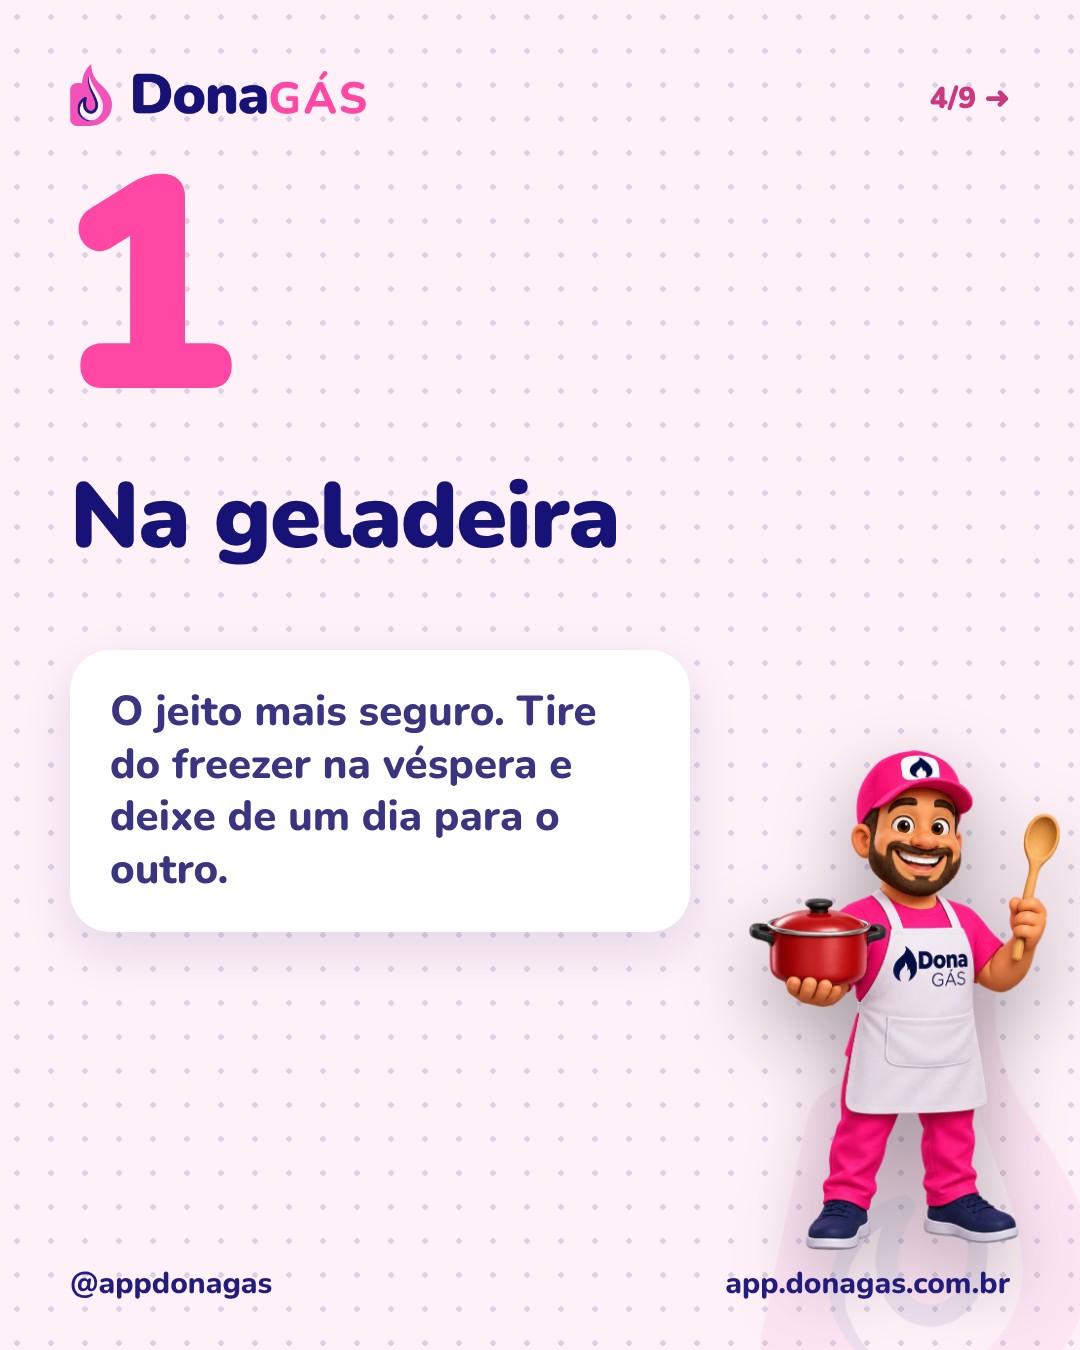 DonaGÁS
4/9 →
1
Na geladeira
O jeito mais seguro. Tire
do freezer na véspera e
deixe de um dia para o
outro.
Dona
GÁS
@appdonagas
app.donagas.com.br